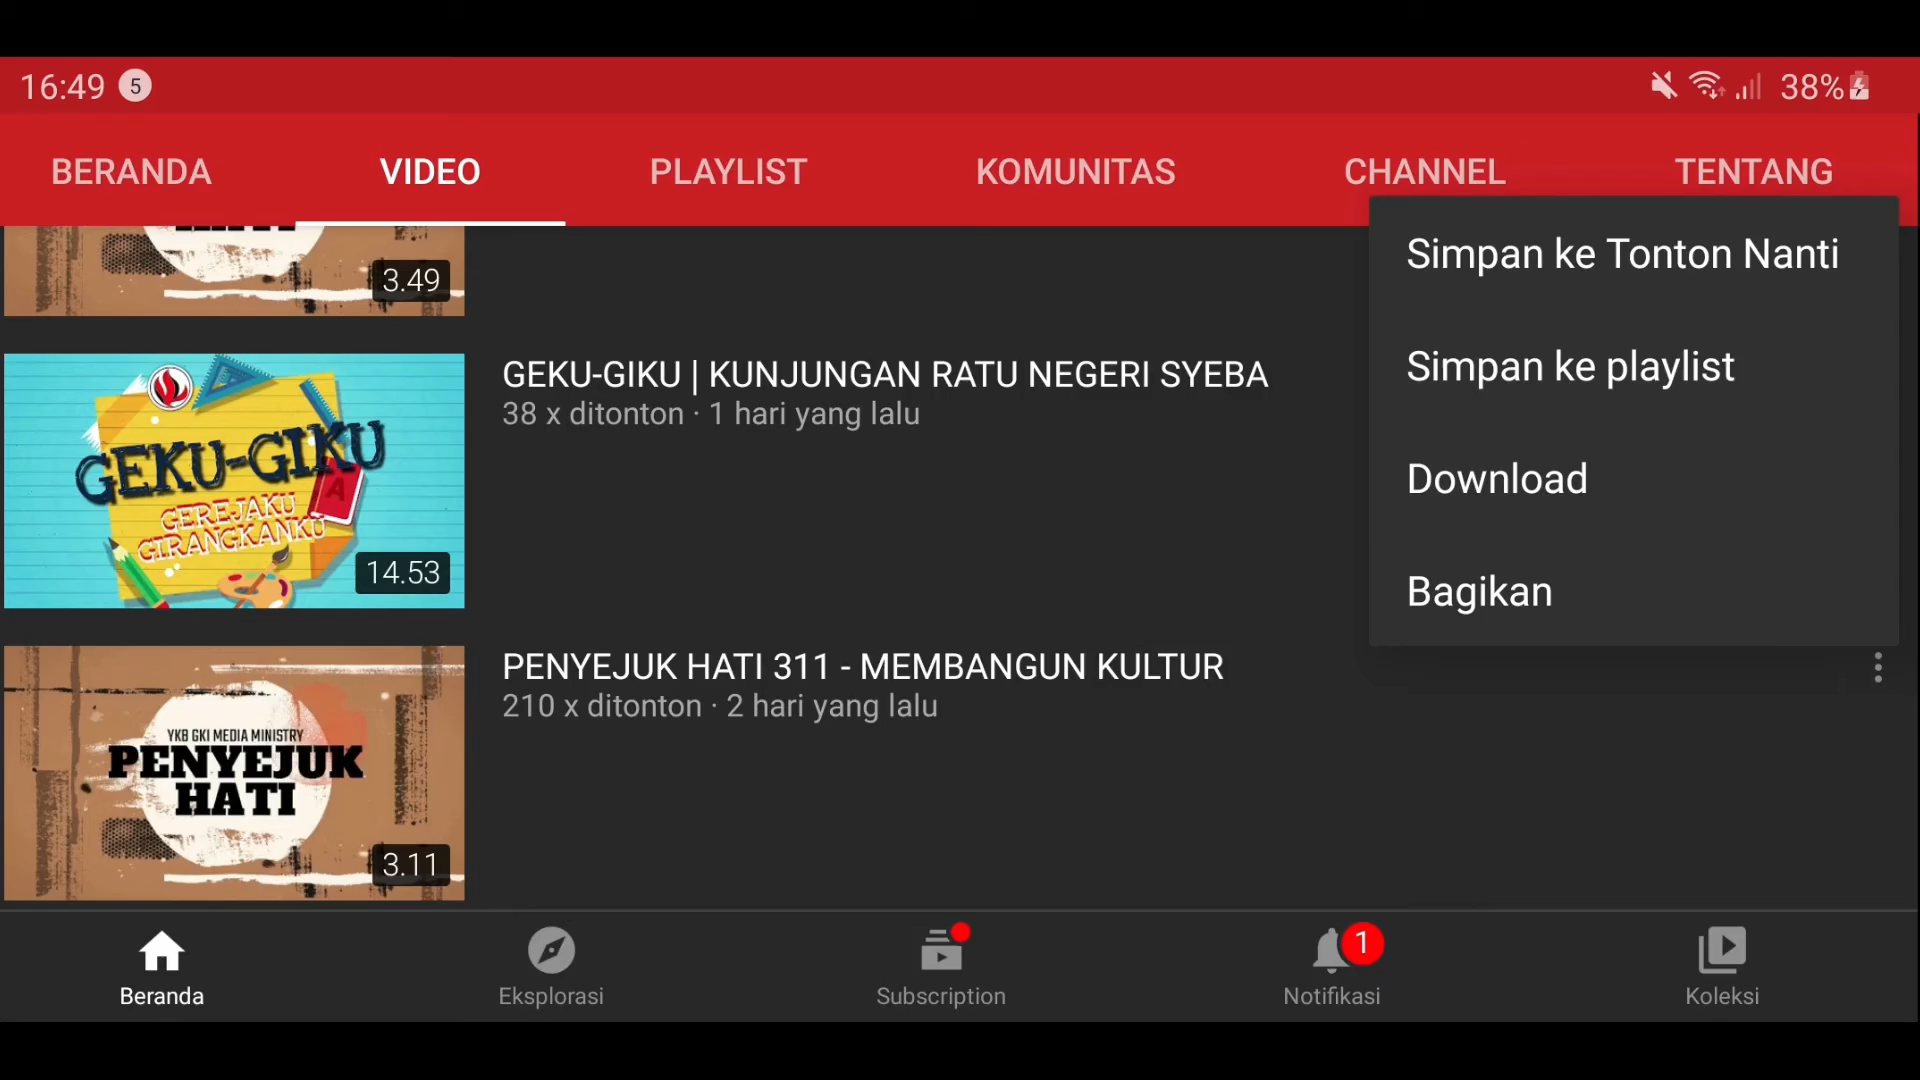 16:49 5 38%
BERANDA VIDEO PLAYLIST KOMUNITAS CHANNEL TENTANG
3.49
Simpan ke Tonton Nanti
Simpan ke playlist
Download
Bagikan
GEKU-GIKU | KUNJUNGAN RATU NEGERI SYEBA
38 x ditonton · 1 hari yang lalu
GEKU-GIKU
A
GEREJAKU
GIRANGKANKU
14.53
PENYEJUK HATI 311 - MEMBANGUN KULTUR
210 x ditonton · 2 hari yang lalu
YKB GKI MEDIA MINISTRY
PENYEJUK
HATI
3.11
1
Beranda Eksplorasi Subscription Notifikasi Koleksi